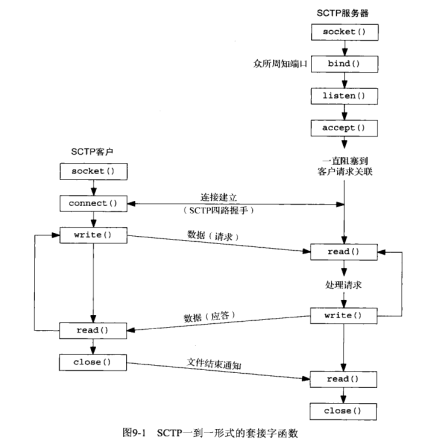 SCTP服务器
socket()
众所周知端口
bind()
listen()
accept()
一直阻塞到
客户请求关联
SCTP客户
socket()
connect()
连接建立
(SCTP四路握手)
write()
数据(请求)
read()
处理请求
write()
数据(应答)
read()
close()
文件结束通知
read()
close()
图9-1 SCTP一到一形式的套接字函数